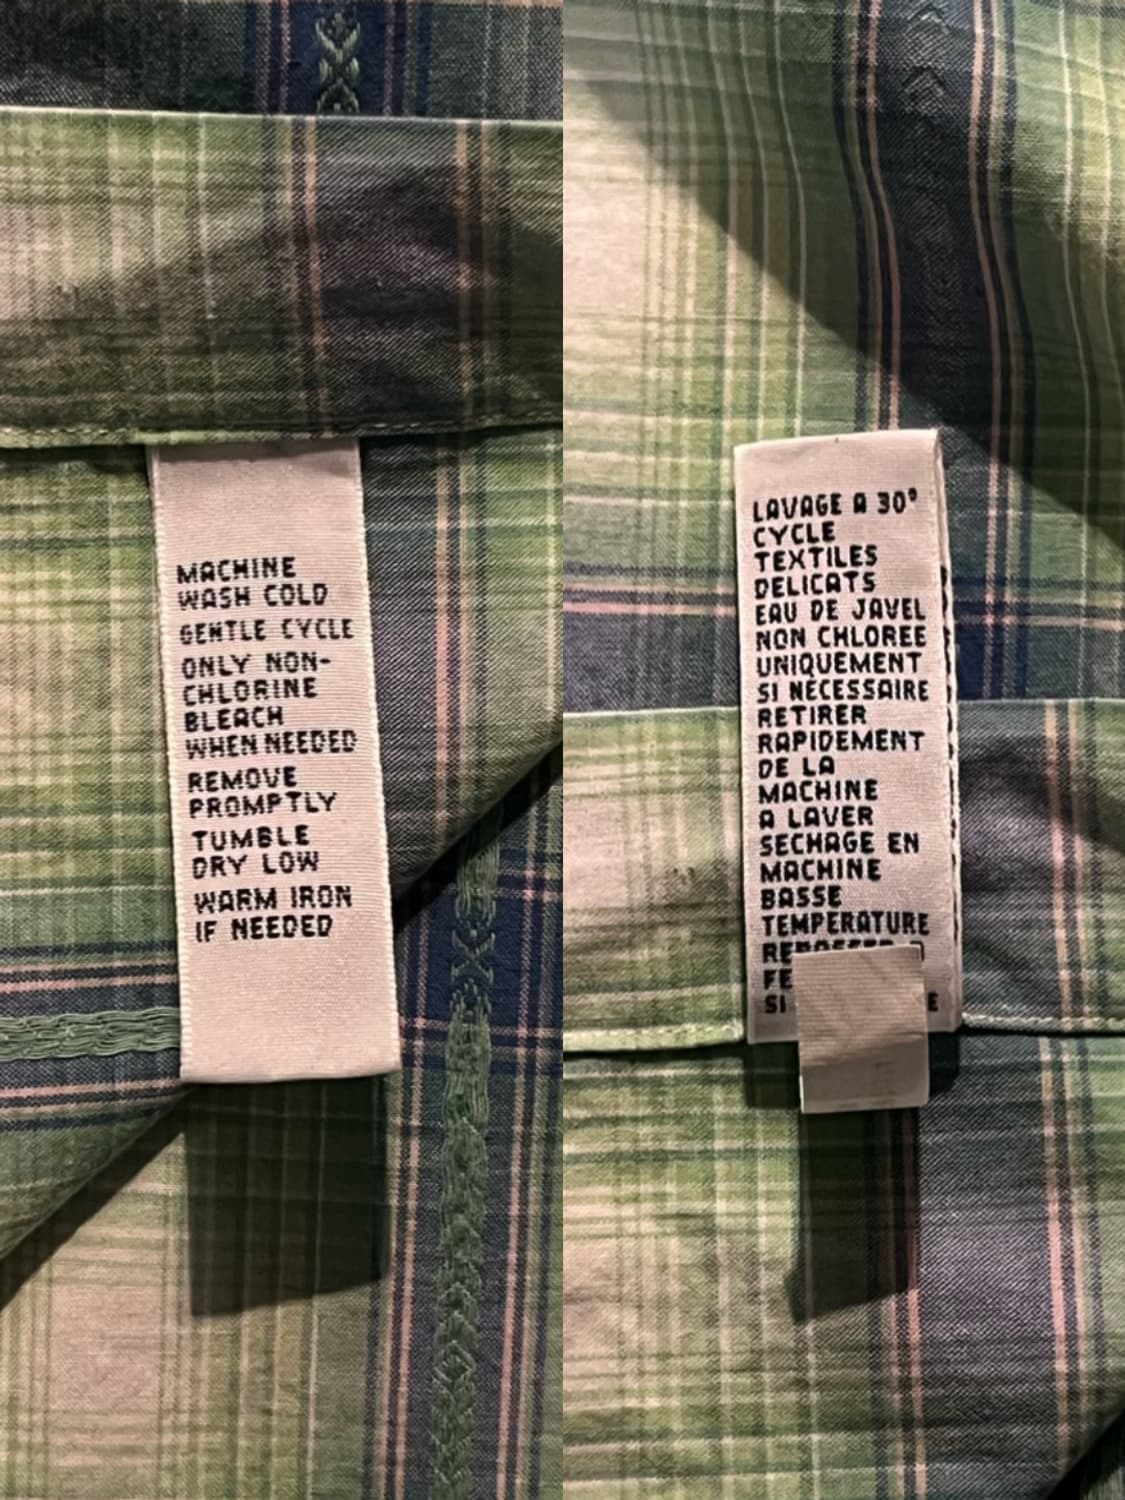 MACHINE
WASH COLD
GENTLE CYCLE
ONLY NON-
CHLORINE
BLEACH
WHEN NEEDED
REMOVE
PROMPTLY
TUMBLE
DRY LOW
WARM IRON
IF NEEDED
LAVAGE A 30°
CYCLE
TEXTILES
DELICATS
EAU DE JAVEL
NON CHLOREE
UNIQUEMENT
SI NECESSAIRE
RETIRER
RAPIDEMENT
DE LA
MACHINE
A LAVER
SECHAGE EN
MACHINE
BASSE
TEMPERATURE
SI